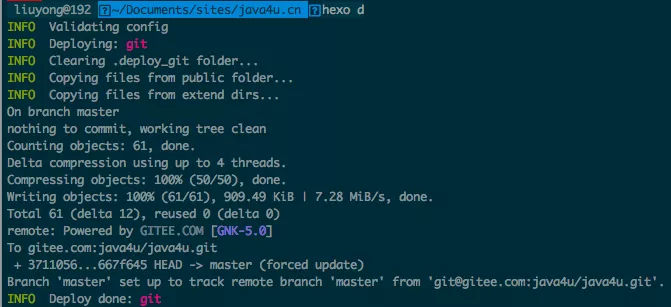 liuyong@192 ~/Documents/sites/java4u.cn hexo d
INFO  Validating config
INFO  Deploying: git
INFO  Clearing .deploy_git folder...
INFO  Copying files from public folder...
INFO  Copying files from extend dirs...
On branch master
nothing to commit, working tree clean
Counting objects: 61, done.
Delta compression using up to 4 threads.
Compressing objects: 100% (50/50), done.
Writing objects: 100% (61/61), 909.49 KiB | 7.28 MiB/s, done.
Total 61 (delta 12), reused 0 (delta 0)
remote: Powered by GITEE.COM [GNK-5.0]
To gitee.com:java4u/java4u.git
 + 3711056...667f645 HEAD -> master (forced update)
Branch 'master' set up to track remote branch 'master' from 'git@gitee.com:java4u/java4u.git'.
INFO  Deploy done: git